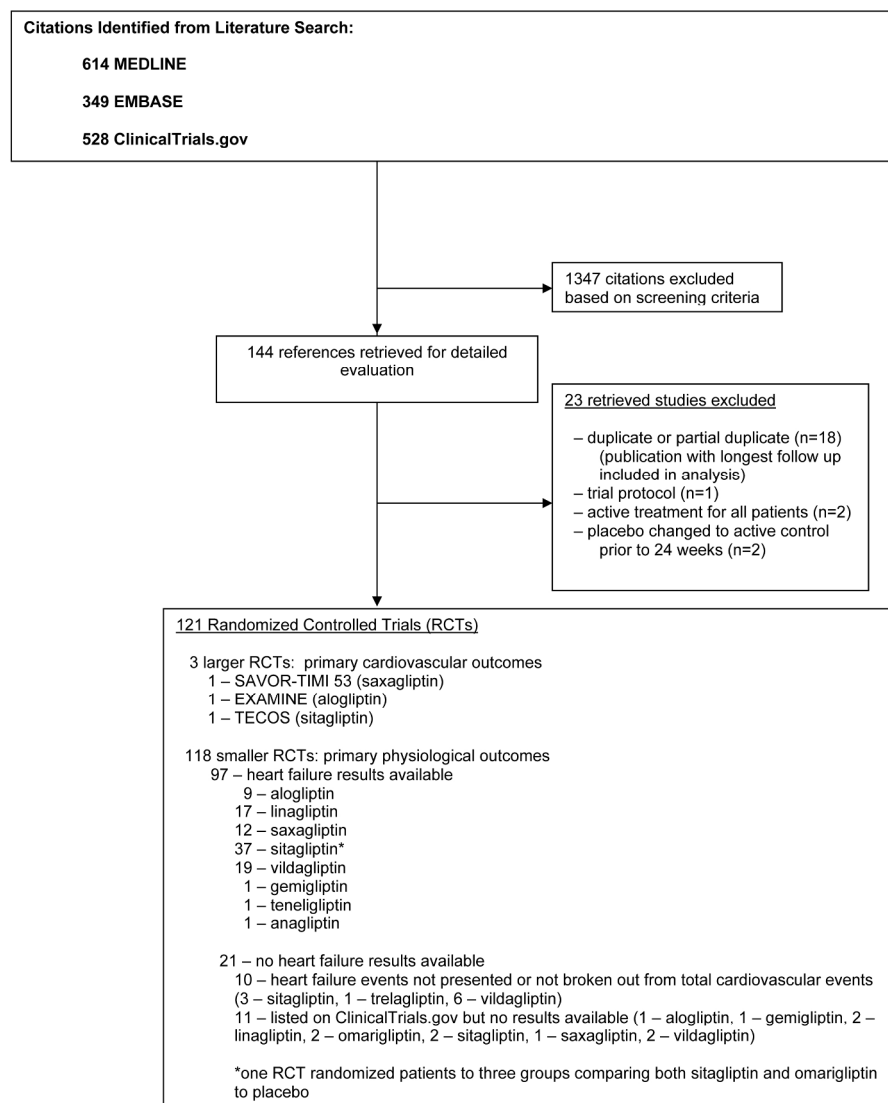 Citations Identified from Literature Search:
614 MEDLINE
349 EMBASE
528 ClinicalTrials.gov
1347 citations excluded
based on screening criteria
144 references retrieved for detailed
evaluation
23 retrieved studies excluded
– duplicate or partial duplicate (n=18)
(publication with longest follow up
included in analysis)
– trial protocol (n=1)
– active treatment for all patients (n=2)
– placebo changed to active control
prior to 24 weeks (n=2)
121 Randomized Controlled Trials (RCTs)
3 larger RCTs:  primary cardiovascular outcomes
1 – SAVOR-TIMI 53 (saxagliptin)
1 – EXAMINE (alogliptin)
1 – TECOS (sitagliptin)
118 smaller RCTs: primary physiological outcomes
97 – heart failure results available
9 – alogliptin
17 – linagliptin
12 – saxagliptin
37 – sitagliptin*
19 – vildagliptin
1 – gemigliptin
1 – teneligliptin
1 – anagliptin
21 – no heart failure results available
10 – heart failure events not presented or not broken out from total cardiovascular events
(3 – sitagliptin, 1 – trelagliptin, 6 – vildagliptin)
11 – listed on ClinicalTrials.gov but no results available (1 – alogliptin, 1 – gemigliptin, 2 –
linagliptin, 2 – omarigliptin, 2 – sitagliptin, 1 – saxagliptin, 2 – vildagliptin)
*one RCT randomized patients to three groups comparing both sitagliptin and omarigliptin
to placebo